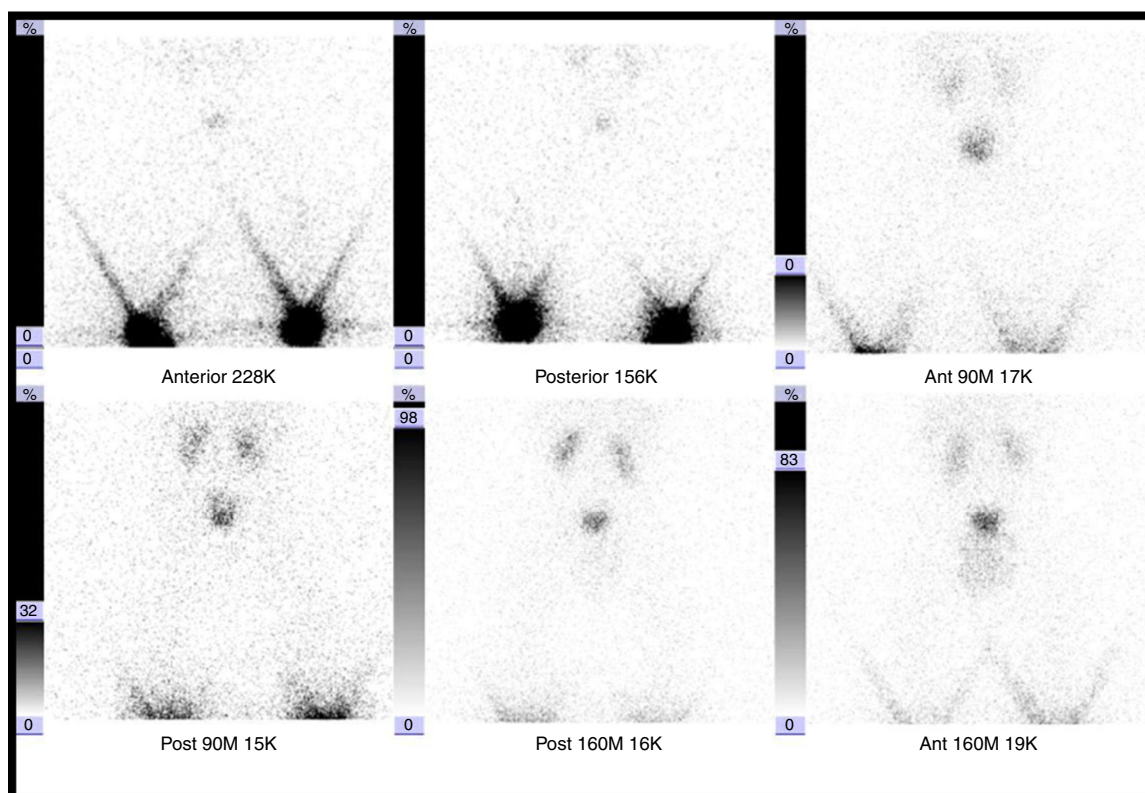 % % %
0
0 0
0 0 0
Anterior 228K Posterior 156K Ant 90M 17K
% % %
98
83
32
0 0 0
Post 90M 15K Post 160M 16K Ant 160M 19K